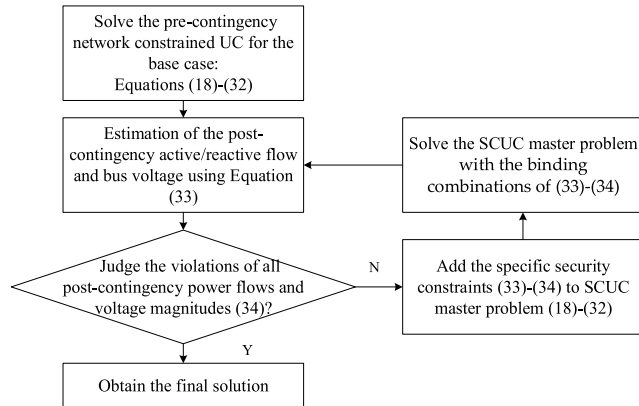 Solve the pre-contingency
network constrained UC for the
base case:
Equations (18)-(32)
Estimation of the post-
contingency active/reactive flow
and bus voltage using Equation
(33)
Judge the violations of all
post-contingency power flows and
voltage magnitudes (34)?
N
Y
Obtain the final solution
Add the specific security
constraints (33)-(34) to SCUC
master problem (18)-(32)
Solve the SCUC master problem
with the binding
combinations of (33)-(34)